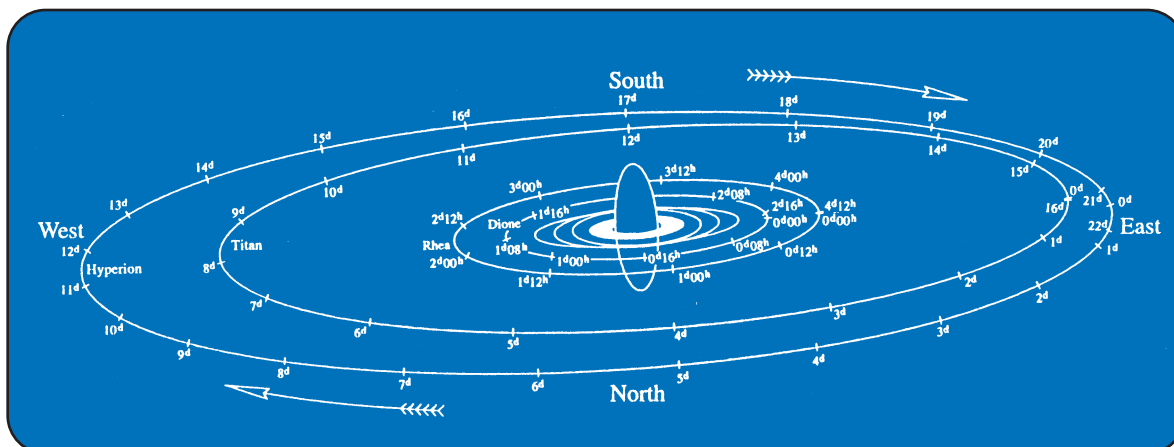 South
17ᵈ
18ᵈ
16ᵈ
19ᵈ
15ᵈ
12ᵈ
13ᵈ
20ᵈ
14ᵈ
11ᵈ
14ᵈ
15ᵈ
3ᵈ12ʰ
10ᵈ
4ᵈ00ʰ
0ᵈ
13ᵈ
3ᵈ00ʰ
2ᵈ08ʰ
16ᵈ
21ᵈ
0ᵈ
9ᵈ
2ᵈ12ʰ
1ᵈ16ʰ
2ᵈ16ʰ
4ᵈ12ʰ
West
Dione
0ᵈ00ʰ
0ᵈ00ʰ
22ᵈ
East
12ᵈ
Titan
Rhea
1ᵈ08ʰ
0ᵈ08ʰ
1ᵈ
1ᵈ
Hyperion
8ᵈ
2ᵈ00ʰ
1ᵈ00ʰ
0ᵈ16ʰ
0ᵈ12ʰ
11ᵈ
1ᵈ12ʰ
1ᵈ00ʰ
2ᵈ
2ᵈ
7ᵈ
10ᵈ
3ᵈ
6ᵈ
5ᵈ
4ᵈ
3ᵈ
9ᵈ
4ᵈ
8ᵈ
7ᵈ
6ᵈ
5ᵈ
North